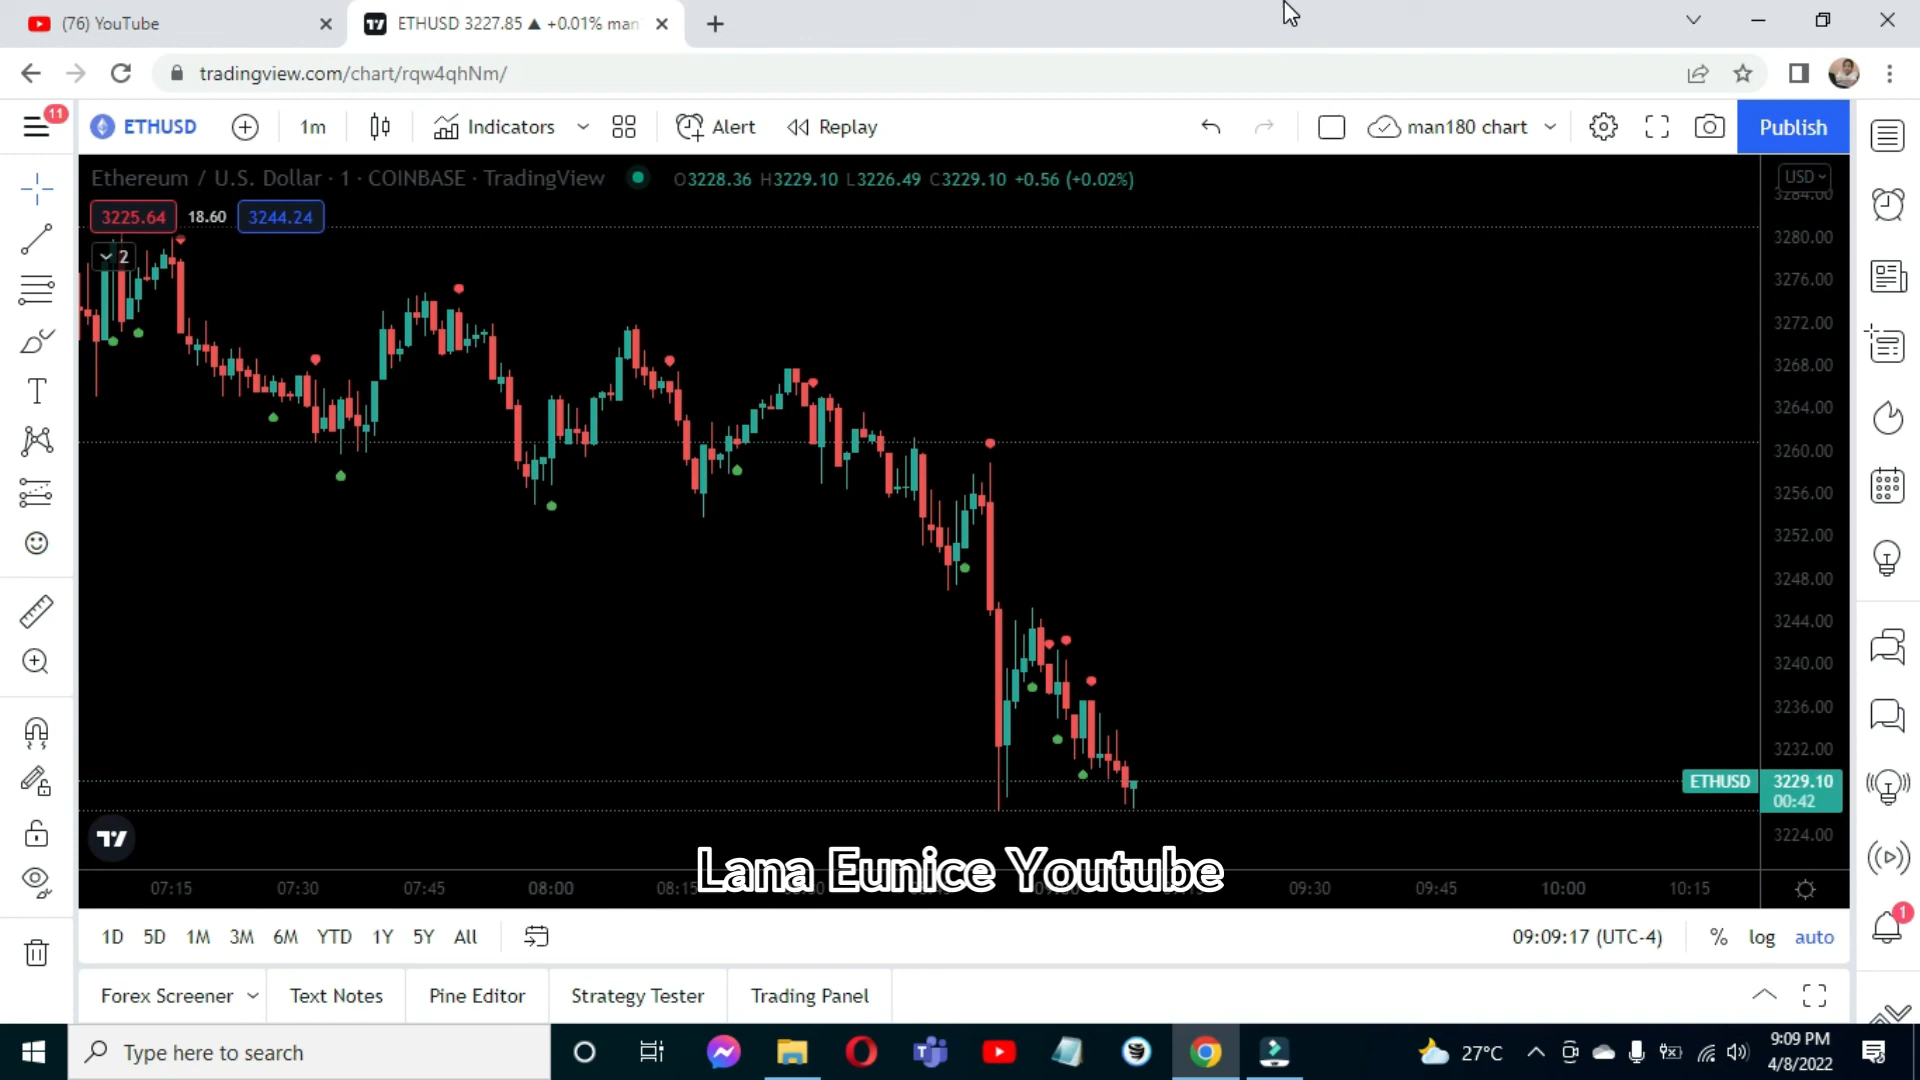 (76) YouTube
ETHUSD 3227.85 ▲ +0.01% man
tradingview.com/chart/rqw4qhNm/
11
ETHUSD
1m
Indicators
Alert
Replay
man180 chart
Publish
Ethereum / U.S. Dollar · 1 · COINBASE · TradingView
O3228.36 H3229.10 L3226.49 C3229.10 +0.56 (+0.02%)
USD
3225.64 18.60 3244.24
2
3284.00
3280.00
3276.00
3272.00
3268.00
3264.00
3260.00
3256.00
3252.00
3248.00
3244.00
3240.00
3236.00
3232.00
ETHUSD 3229.10
00:42
3224.00
Lana Eunice Youtube
07:15 07:30 07:45 08:00 08:15 09:30 09:45 10:00 10:15
1
1D 5D 1M 3M 6M YTD 1Y 5Y All
09:09:17 (UTC-4) % log auto
Forex Screener
Text Notes
Pine Editor
Strategy Tester
Trading Panel
Type here to search
27°C
9:09 PM
4/8/2022